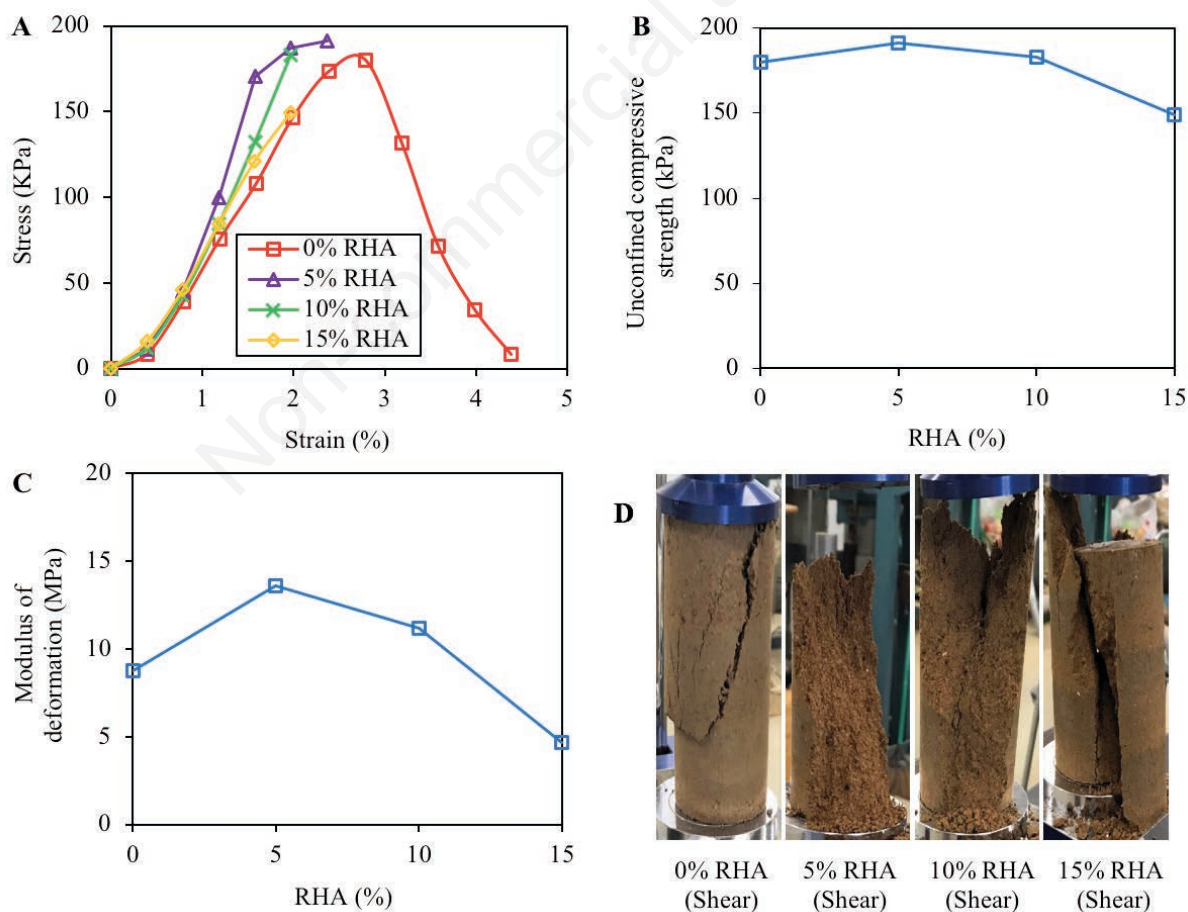 A
200
150
100
50
0
Stress (KPa)
0% RHA
5% RHA
10% RHA
15% RHA
0 1 2 3 4 5
Strain (%)
B
200
150
100
50
0
Unconfined compressive
strength (kPa)
0 5 10 15
RHA (%)
C
20
15
10
5
0
Modulus of
deformation (MPa)
0 5 10 15
RHA (%)
D
0% RHA 5% RHA 10% RHA 15% RHA
(Shear) (Shear) (Shear) (Shear)
Non-commercial